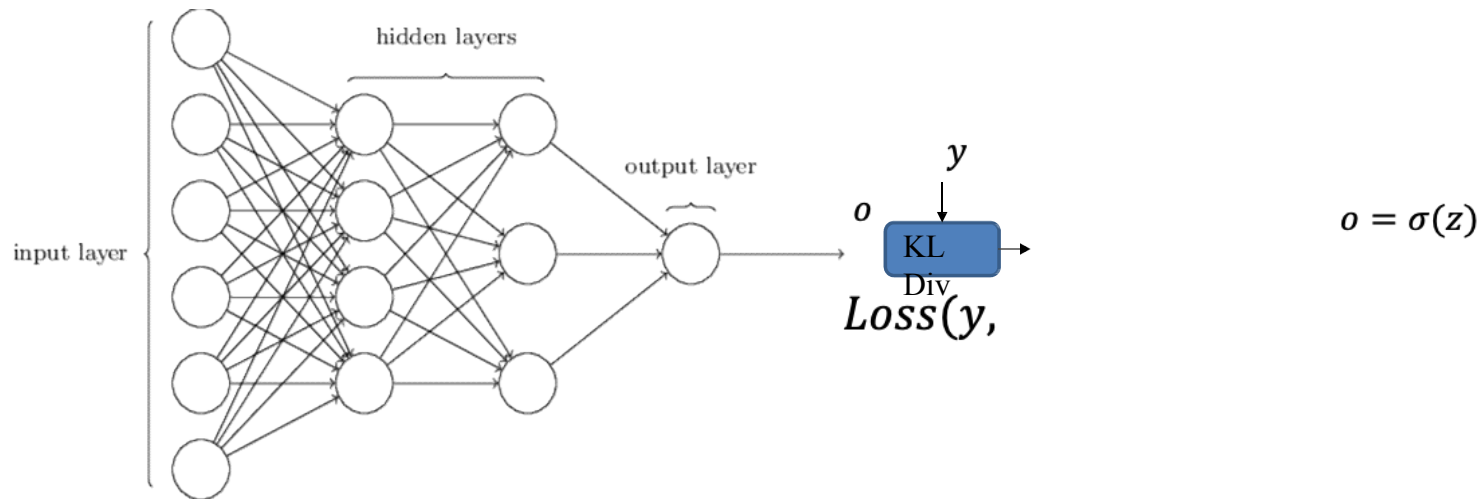 hidden layers
output layer
input layer
y
o
KL
Div
Loss(y,
o = σ(z)